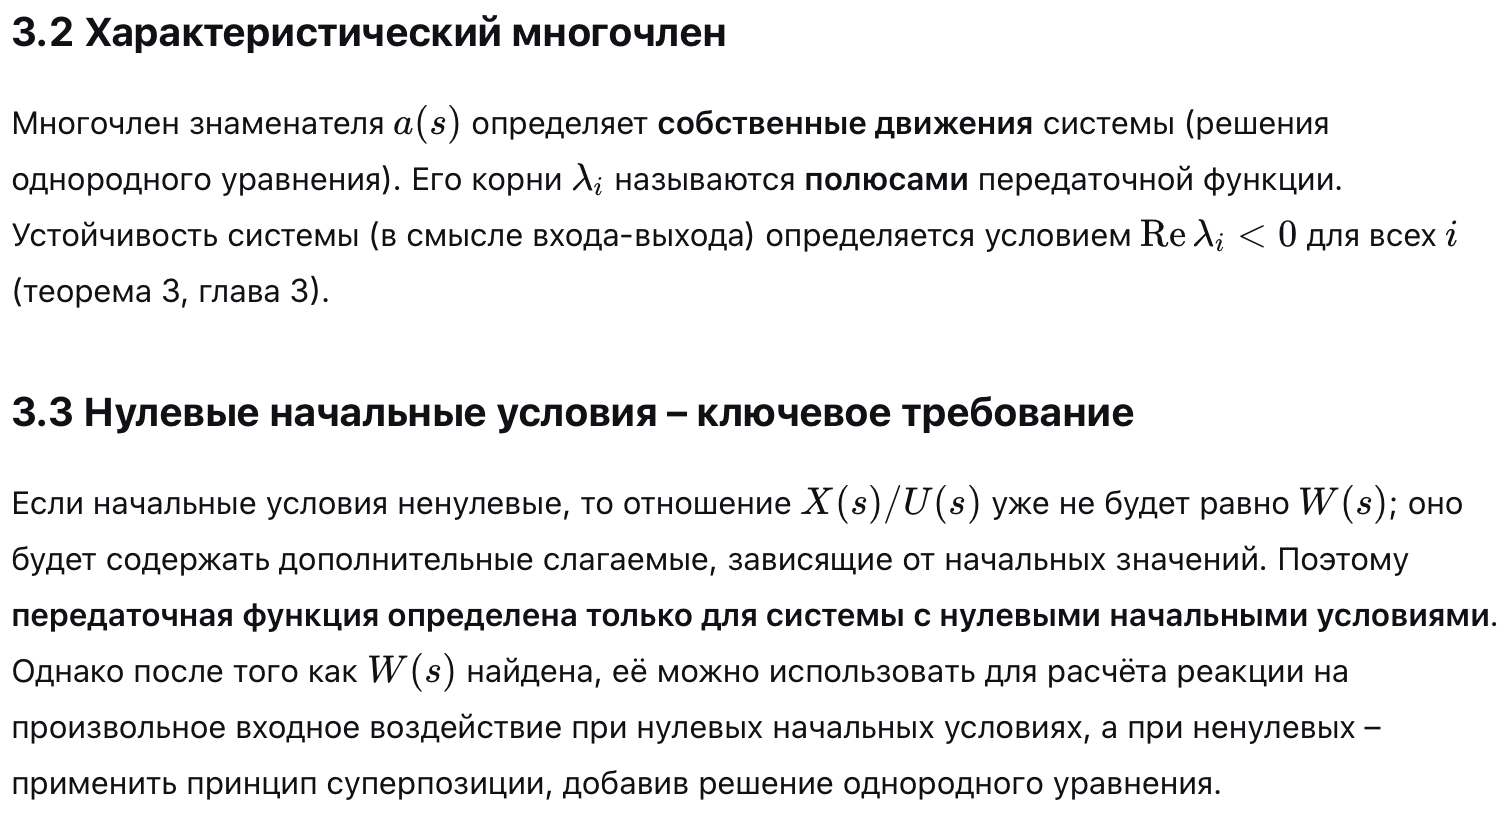 3.2 Характеристический многочлен
Многочлен знаменателя a(s) определяет собственные движения системы (решения
однородного уравнения). Его корни λᵢ называются полюсами передаточной функции.
Устойчивость системы (в смысле входа-выхода) определяется условием Re λᵢ < 0 для всех i
(теорема 3, глава 3).
3.3 Нулевые начальные условия – ключевое требование
Если начальные условия ненулевые, то отношение X(s)/U(s) уже не будет равно W(s); оно
будет содержать дополнительные слагаемые, зависящие от начальных значений. Поэтому
передаточная функция определена только для системы с нулевыми начальными условиями.
Однако после того как W(s) найдена, её можно использовать для расчёта реакции на
произвольное входное воздействие при нулевых начальных условиях, а при ненулевых –
применить принцип суперпозиции, добавив решение однородного уравнения.